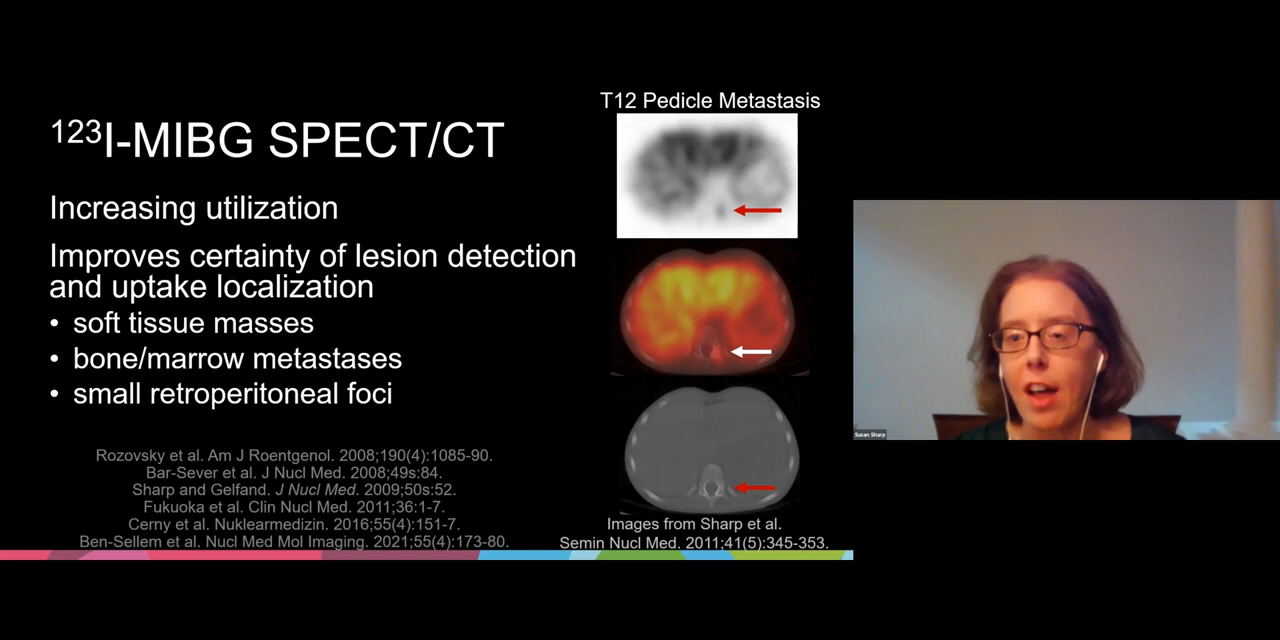 ¹²³I-MIBG SPECT/CT
Increasing utilization
Improves certainty of lesion detection
and uptake localization
• soft tissue masses
• bone/marrow metastases
• small retroperitoneal foci
Rozovsky et al. Am J Roentgenol. 2008;190(4):1085-90.
Bar-Sever et al. J Nucl Med. 2008;49s:84.
Sharp and Gelfand. J Nucl Med. 2009;50s:52.
Fukuoka et al. Clin Nucl Med. 2011;36:1-7.
Cerny et al. Nuklearmedizin. 2016;55(4):151-7.
Ben-Sellem et al. Nucl Med Mol Imaging. 2021;55(4):173-80.
T12 Pedicle Metastasis
Images from Sharp et al.
Semin Nucl Med. 2011;41(5):345-353.
Susan Sharp